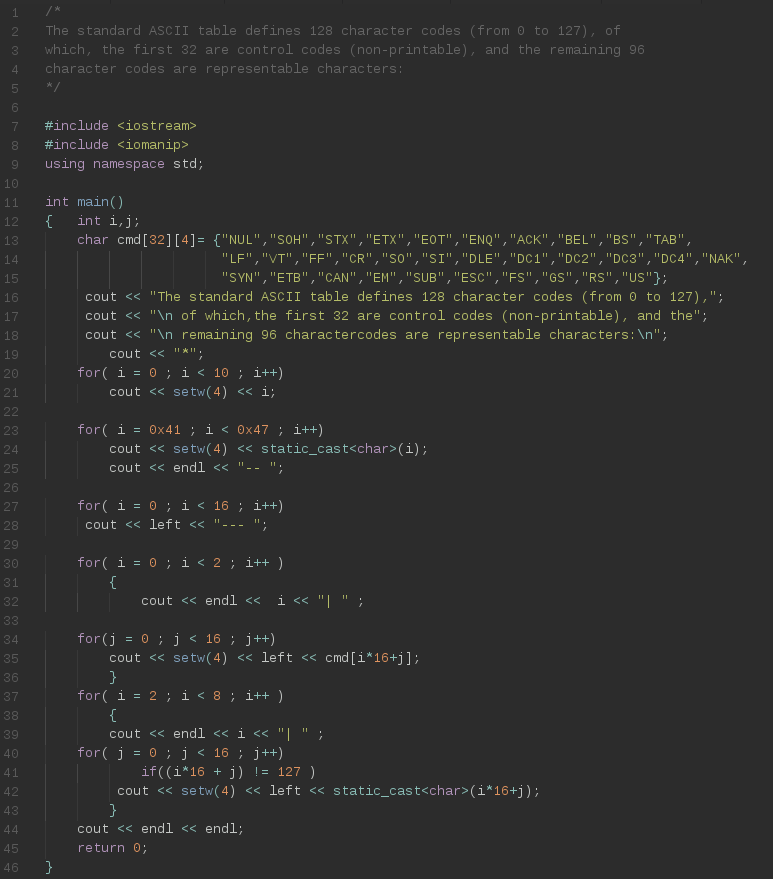 1 /*
2 The standard ASCII table defines 128 character codes (from 0 to 127), of
3 which, the first 32 are control codes (non-printable), and the remaining 96
4 character codes are representable characters:
5 */
6
7 #include <iostream>
8 #include <iomanip>
9 using namespace std;
10
11 int main()
12 {   int i,j;
13     char cmd[32][4]= {"NUL","SOH","STX","ETX","EOT","ENQ","ACK","BEL","BS","TAB",
14                       "LF","VT","FF","CR","SO","SI","DLE","DC1","DC2","DC3","DC4","NAK",
15                       "SYN","ETB","CAN","EM","SUB","ESC","FS","GS","RS","US"};
16      cout << "The standard ASCII table defines 128 character codes (from 0 to 127),";
17      cout << "\n of which,the first 32 are control codes (non-printable), and the";
18      cout << "\n remaining 96 charactercodes are representable characters:\n";
19         cout << "*";
20     for( i = 0 ; i < 10 ; i++)
21         cout << setw(4) << i;
22
23     for( i = 0x41 ; i < 0x47 ; i++)
24         cout << setw(4) << static_cast<char>(i);
25         cout << endl << "-- ";
26
27     for( i = 0 ; i < 16 ; i++)
28      cout << left << "--- ";
29
30     for( i = 0 ; i < 2 ; i++ )
31         {
32             cout << endl <<  i << "| " ;
33
34     for(j = 0 ; j < 16 ; j++)
35         cout << setw(4) << left << cmd[i*16+j];
36         }
37     for( i = 2 ; i < 8 ; i++ )
38         {
39         cout << endl << i << "| " ;
40     for( j = 0 ; j < 16 ; j++)
41             if((i*16 + j) != 127 )
42          cout << setw(4) << left << static_cast<char>(i*16+j);
43         }
44     cout << endl << endl;
45     return 0;
46 }